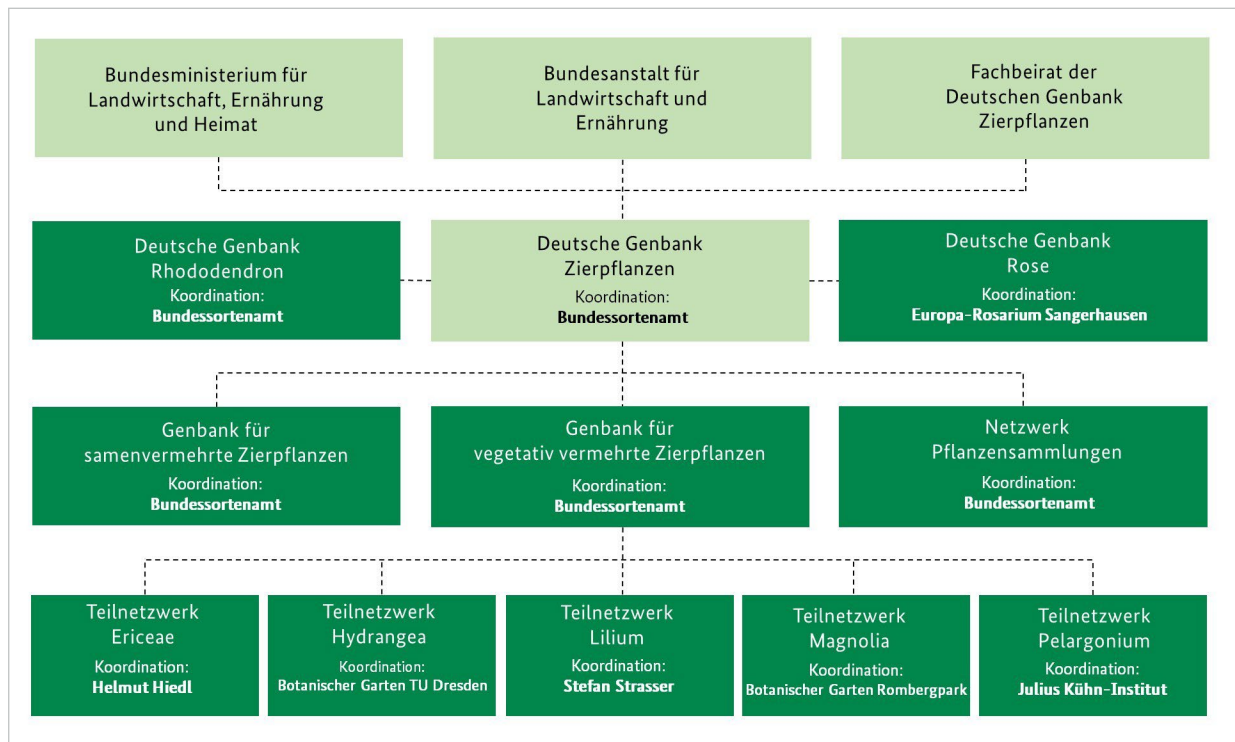 Bundesministerium für
Landwirtschaft, Ernährung
und Heimat
Bundesanstalt für
Landwirtschaft und
Ernährung
Fachbeirat der
Deutschen Genbank
Zierpflanzen
Deutsche Genbank
Rhododendron
Koordination:
Bundessortenamt
Deutsche Genbank
Zierpflanzen
Koordination:
Bundessortenamt
Deutsche Genbank
Rose
Koordination:
Europa-Rosarium Sangerhausen
Genbank für
samenvermehrte Zierpflanzen
Koordination:
Bundessortenamt
Genbank für
vegetativ vermehrte Zierpflanzen
Koordination:
Bundessortenamt
Netzwerk
Pflanzensammlungen
Koordination:
Bundessortenamt
Teilnetzwerk
Ericeae
Koordination:
Helmut Hiedl
Teilnetzwerk
Hydrangea
Koordination:
Botanischer Garten TU Dresden
Teilnetzwerk
Lilium
Koordination:
Stefan Strasser
Teilnetzwerk
Magnolia
Koordination:
Botanischer Garten Rombergpark
Teilnetzwerk
Pelargonium
Koordination:
Julius Kühn-Institut